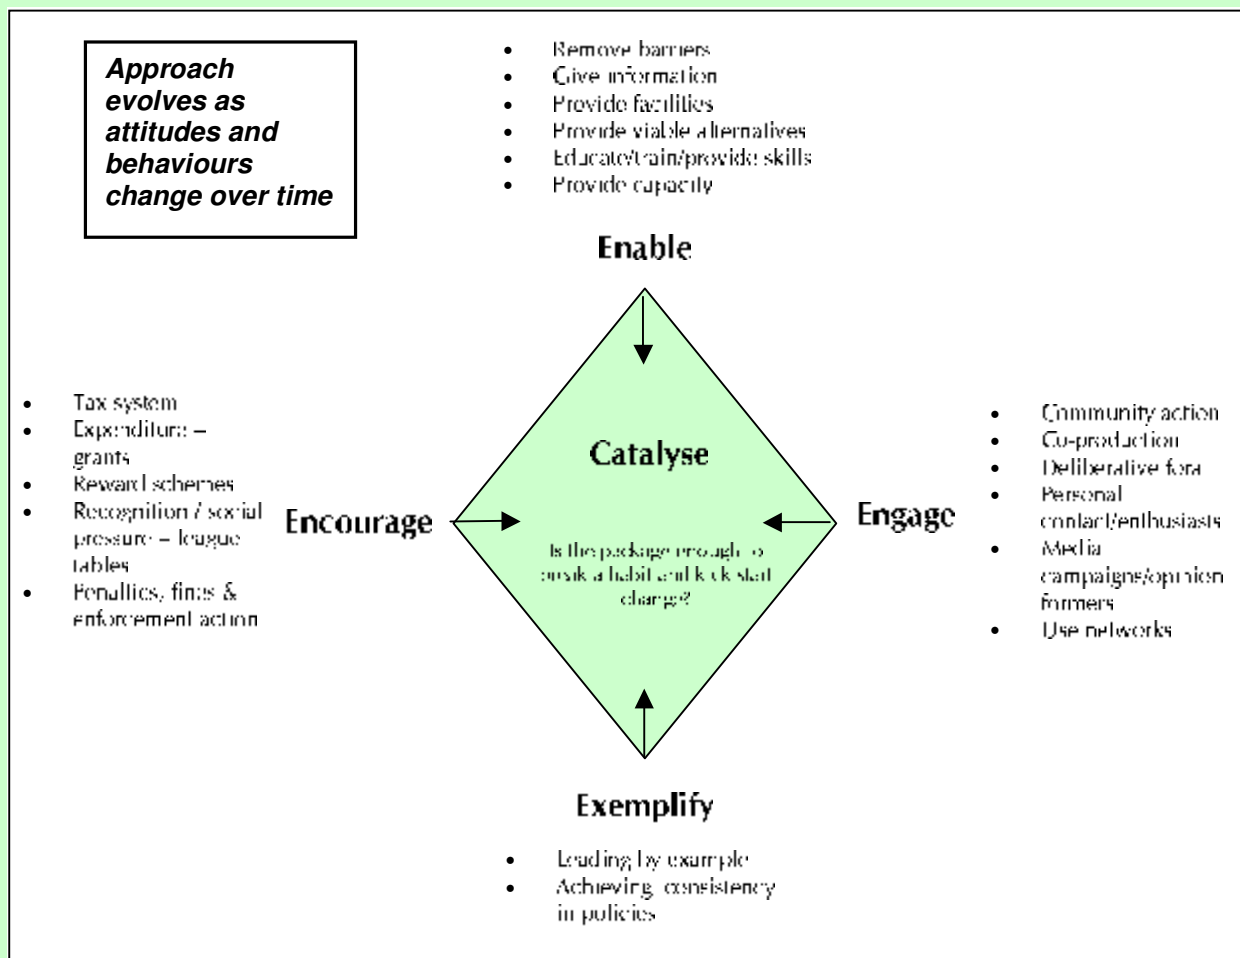 Approach
evolves as
attitudes and
behaviours
change over time
• Remove barriers
• Give information
• Provide facilities
• Provide viable alternatives
• Educate/train/provide skills
• Provide capacity
Enable
• Tax system
• Expenditure –
grants
• Reward schemes
• Recognition / social
pressure – league
tables
• Penalties, fines &
enforcement action
Encourage
Catalyse
Is the package enough to
break a habit and kick start
change?
Engage
• Community action
• Co-production
• Deliberative fora
• Personal
contact/enthusiasts
• Media
campaigns/opinion
formers
• Use networks
Exemplify
• Leading by example
• Achieving consistency
in policies